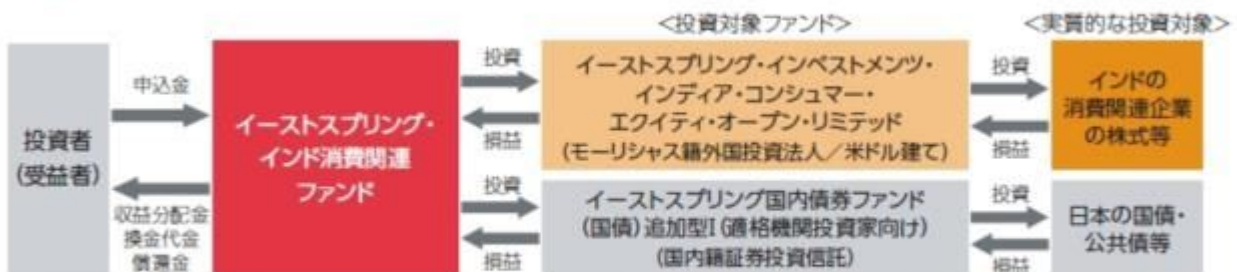 <投資対象ファンド>
<実質的な投資対象>
投資者
(受益者)
申込金
収益分配金
換金代金
償還金
イーストスプリング・
インド消費関連
ファンド
投資
損益
投資
損益
イーストスプリング・インベストメンツ・
インディア・コンシュマー・
エクイティ・オープン・リミテッド
(モーリシャス籍外国投資法人/米ドル建て)
イーストスプリング国内債券ファンド
(国債)追加型I(適格機関投資家向け)
(国内籍証券投資信託)
投資
損益
投資
損益
インドの
消費関連企業
の株式等
日本の国債・
公共債等